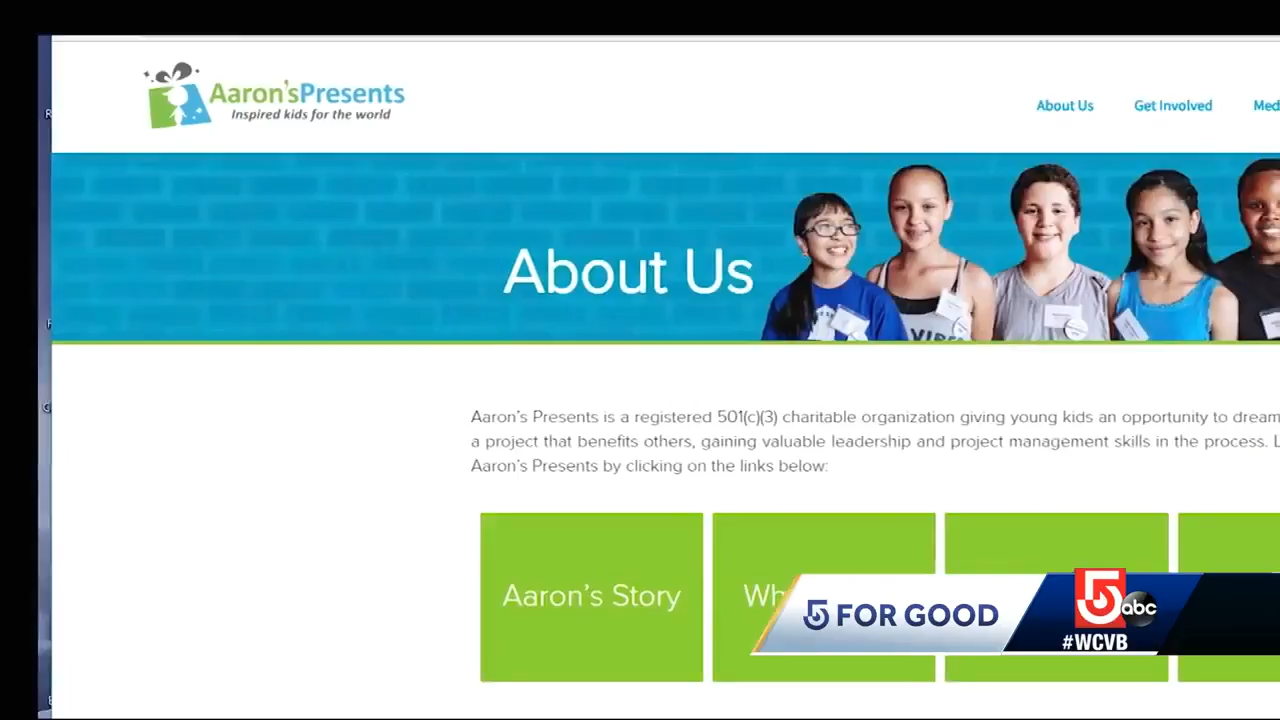 Aaron'sPresents
Inspired kids for the world
About Us
Get Involved
About Us
Aaron's Presents is a registered 501(c)(3) charitable organization giving young kids an opportunity to dream
a project that benefits others, gaining valuable leadership and project management skills in the process.
Aaron's Presents by clicking on the links below:
Aaron's Story
5 FOR GOOD
5 abc
#WCVB